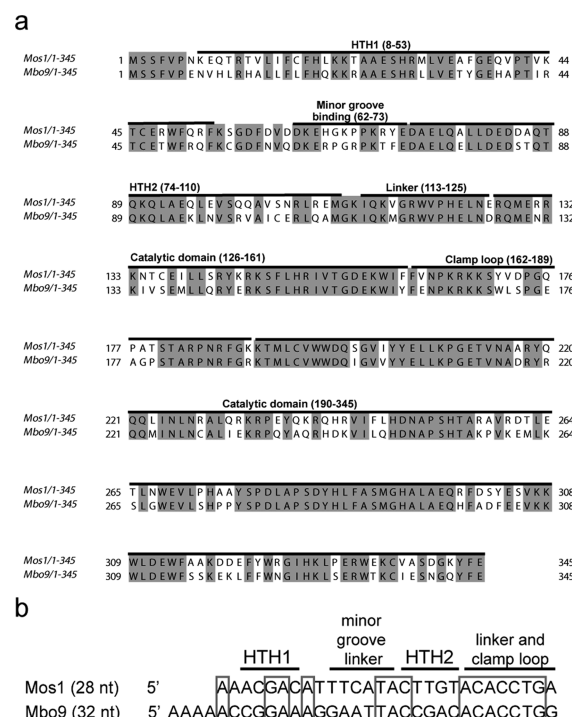 a
HTH1 (8-53)
Mos1/1-345 1 MSSFVPNKEQTRTVLIFCFHLKKTAAESHRMLVEAFGEQVPTVK 44
Mbo9/1-345 1 MSSFVPENVHLRHALLFLFHQKKRAAESHRLLVETYGEHAPTIR 44
Minor groove
binding (62-73)
Mos1/1-345 45 TCERWFQRFKSGDFDVDDKEHGKPPKRYEDAELQALLDEDDAQT 88
Mbo9/1-345 45 TCETWFRQFKCGDFNVQDKERPGRPKTFEDAELQELLDEDSTQT 88
HTH2 (74-110) Linker (113-125)
Mos1/1-345 89 QKQLAEQLEVSQQAVSNRLREMGKIQKVGRWVPHELNERQMERR 132
Mbo9/1-345 89 QKQLAEKLNVSRVAICERLQAMGKIQKMGRWVPHELNDRQMENR 132
Catalytic domain (126-161) Clamp loop (162-189)
Mos1/1-345 133 KNTCEILLSRYKRKSFLHRIVTGDEKWIFFVNPKRKKSYVDPGQ 176
Mbo9/1-345 133 KIVSEMLLQRYERKSFLHRIVTGDEKWIYFENPKRKKSWLSPGE 176
Mos1/1-345 177 PATSTARPNRFGKKTMLCVWWDQSGVIYYELLKPGETVNAARYQ 220
Mbo9/1-345 177 AGPSTARPNRFGRKTMLCVWWDQIGVVYYELLKPGETVNADRYR 220
Catalytic domain (190-345)
Mos1/1-345 221 QQLINLNRALQRKRPEYQKRQHRVIFLHDNAPSHTARAVRDTLE 264
Mbo9/1-345 221 QQMINLNCALIEKRPQYAQRHDKVILQHDNAPSHTAKPVKEMLK 264
Mos1/1-345 265 TLNWEVLPHAAYSPDLAPSDYHLFASMGHALAEQRFDSYESVKK 308
Mbo9/1-345 265 SLGWEVLSHPPYSPDLAPSDYHLFASMGHALAEQHFADFEEVKK 308
Mos1/1-345 309 WLDEWFAAKDDEFYWRGIHKLPERWEKCVASDGKYFE 345
Mbo9/1-345 309 WLDEWFSSKEKLFFWNGIHKLSERWTKCIESNGQYFE 345
b
minor
groove
linker
linker and
clamp loop
HTH1 HTH2
Mos1 (28 nt) 5' AAACGACATTTCATACTTGTACACCTGA
Mbo9 (32 nt) 5' AAAAACCGGAAAGGAATTACCGACACACCTGG